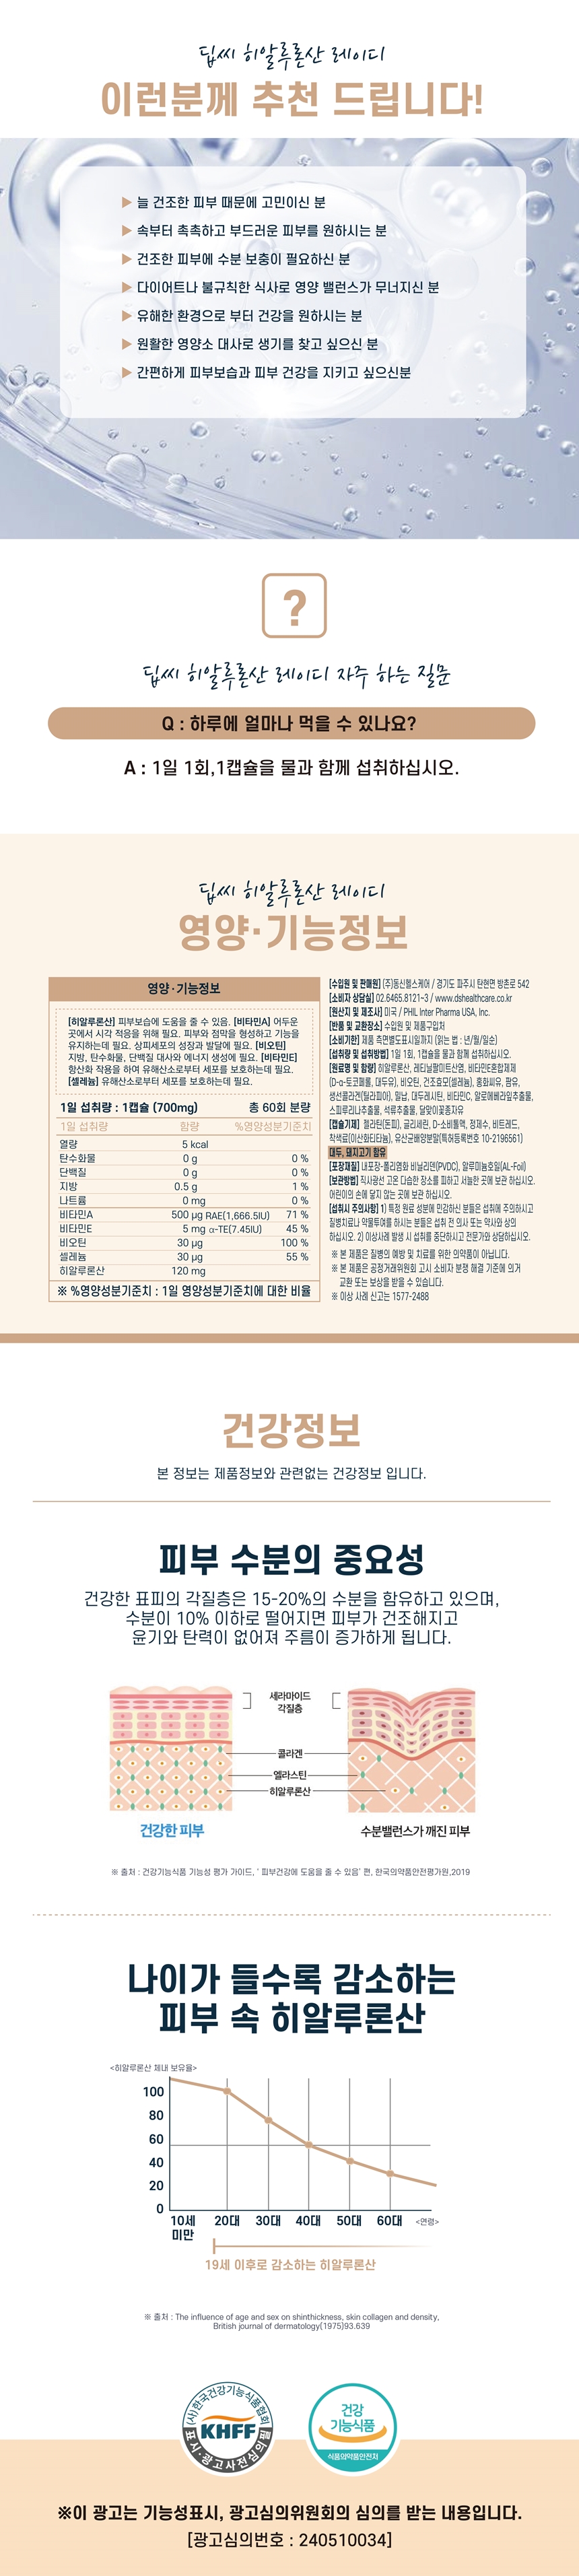 딥씨 히알루론산 레이디
이런분께 추천 드립니다!
▶ 늘 건조한 피부 때문에 고민이신 분
▶ 속부터 촉촉하고 부드러운 피부를 원하시는 분
▶ 건조한 피부에 수분 보충이 필요하신 분
▶ 다이어트나 불규칙한 식사로 영양 밸런스가 무너지신 분
▶ 유해한 환경으로 부터 건강을 원하시는 분
▶ 원활한 영양소 대사로 생기를 찾고 싶으신 분
▶ 간편하게 피부보습과 피부 건강을 지키고 싶으신분
?
딥씨 히알루론산 레이디 자주 하는 질문
Q : 하루에 얼마나 먹을 수 있나요?
A : 1일 1회,1캡슐을 물과 함께 섭취하십시오.
딥씨 히알루론산 레이디
영양·기능정보
영양·기능정보
[히알루론산] 피부보습에 도움을 줄 수 있음. [비타민A] 어두운
곳에서 시각 적응을 위해 필요. 피부와 점막을 형성하고 기능을
유지하는데 필요. 상피세포의 성장과 발달에 필요. [비오틴]
지방, 탄수화물, 단백질 대사와 에너지 생성에 필요. [비타민E]
항산화 작용을 하여 유해산소로부터 세포를 보호하는데 필요.
[셀레늄] 유해산소로부터 세포를 보호하는데 필요.
1일 섭취량 : 1캡슐 (700mg) 총 60회 분량
1일 섭취량 함량 %영양성분기준치
열량 5 kcal
탄수화물 0 g 0 %
단백질 0 g 0 %
지방 0.5 g 1 %
나트륨 0 mg 0 %
비타민A 500 µg RAE(1,666.5IU) 71 %
비타민E 5 mg α-TE(7.45IU) 45 %
비오틴 30 µg 100 %
셀레늄 30 µg 55 %
히알루론산 120 mg
※ %영양성분기준치 : 1일 영양성분기준치에 대한 비율
[수입원 및 판매원] (주)동신헬스케어 / 경기도 파주시 탄현면 방촌로 542
[소비자 상담실] 02.6465.8121~3 / www.dshealthcare.co.kr
[원산지 및 제조사] 미국 / PHIL Inter Pharma USA, Inc.
[반품 및 교환장소] 수입원 및 제품구입처
[소비기한] 제품 측면별도표시일까지 (읽는 법 : 년/월/일순)
[섭취량 및 섭취방법] 1일 1회, 1캡슐을 물과 함께 섭취하십시오.
[원료명 및 함량] 히알루론산, 레티닐팔미트산염, 비타민E혼합제제
(D-α-토코페롤, 대두유), 비오틴, 건조효모(셀레늄), 홍화씨유, 팜유,
생선콜라겐(틸라피아), 밀납, 대두레시틴, 비타민C, 알로에베라잎추출물,
스피루리나추출물, 석류추출물, 달맞이꽃종자유
[캡슐기제] 젤라틴(돈피), 글리세린, D-소비톨액, 정제수, 비트레드,
착색료(이산화티타늄), 유산균배양분말(특허등록번호 10-2196561)
대두, 돼지고기 함유
[포장재질] 내포장-폴리염화 비닐리덴(PVDC), 알루미늄호일(AL-Foil)
[보관방법] 직사광선 고온 다습한 장소를 피하고 서늘한 곳에 보관 하십시오.
어린이의 손에 닿지 않는 곳에 보관 하십시오.
[섭취시 주의사항] 1) 특정 원료 성분에 민감하신 분들은 섭취에 주의하시고
질병치료나 약물투여를 하시는 분들은 섭취 전 의사 또는 약사와 상의
하십시오. 2) 이상사례 발생 시 섭취를 중단하시고 전문가와 상담하십시오.
※ 본 제품은 질병의 예방 및 치료를 위한 의약품이 아닙니다.
※ 본 제품은 공정거래위원회 고시 소비자 분쟁 해결 기준에 의거
교환 또는 보상을 받을 수 있습니다.
※ 이상 사례 신고는 1577-2488
건강정보
본 정보는 제품정보와 관련없는 건강정보 입니다.
피부 수분의 중요성
건강한 표피의 각질층은 15-20%의 수분을 함유하고 있으며,
수분이 10% 이하로 떨어지면 피부가 건조해지고
윤기와 탄력이 없어져 주름이 증가하게 됩니다.
세라마이드
각질층
콜라겐
엘라스틴
히알루론산
건강한 피부 수분밸런스가 깨진 피부
※ 출처 : 건강기능식품 기능성 평가 가이드, ‘ 피부건강에 도움을 줄 수 있음’ 편, 한국의약품안전평가원,2019
나이가 들수록 감소하는
피부 속 히알루론산
<히알루론산 체내 보유율>
100
80
60
40
20
0
10세 20대 30대 40대 50대 60대 <연령>
미만
19세 이후로 감소하는 히알루론산
※ 출처 : The influence of age and sex on shinthickness, skin collagen and density,
British journal of dermatology(1975)93.639
(사)한국건강기능식품협회
KHFF
표시·광고사전심의필
건강
기능식품
식품의약품안전처
※이 광고는 기능성표시, 광고심의위원회의 심의를 받는 내용입니다.
[광고심의번호 : 240510034]